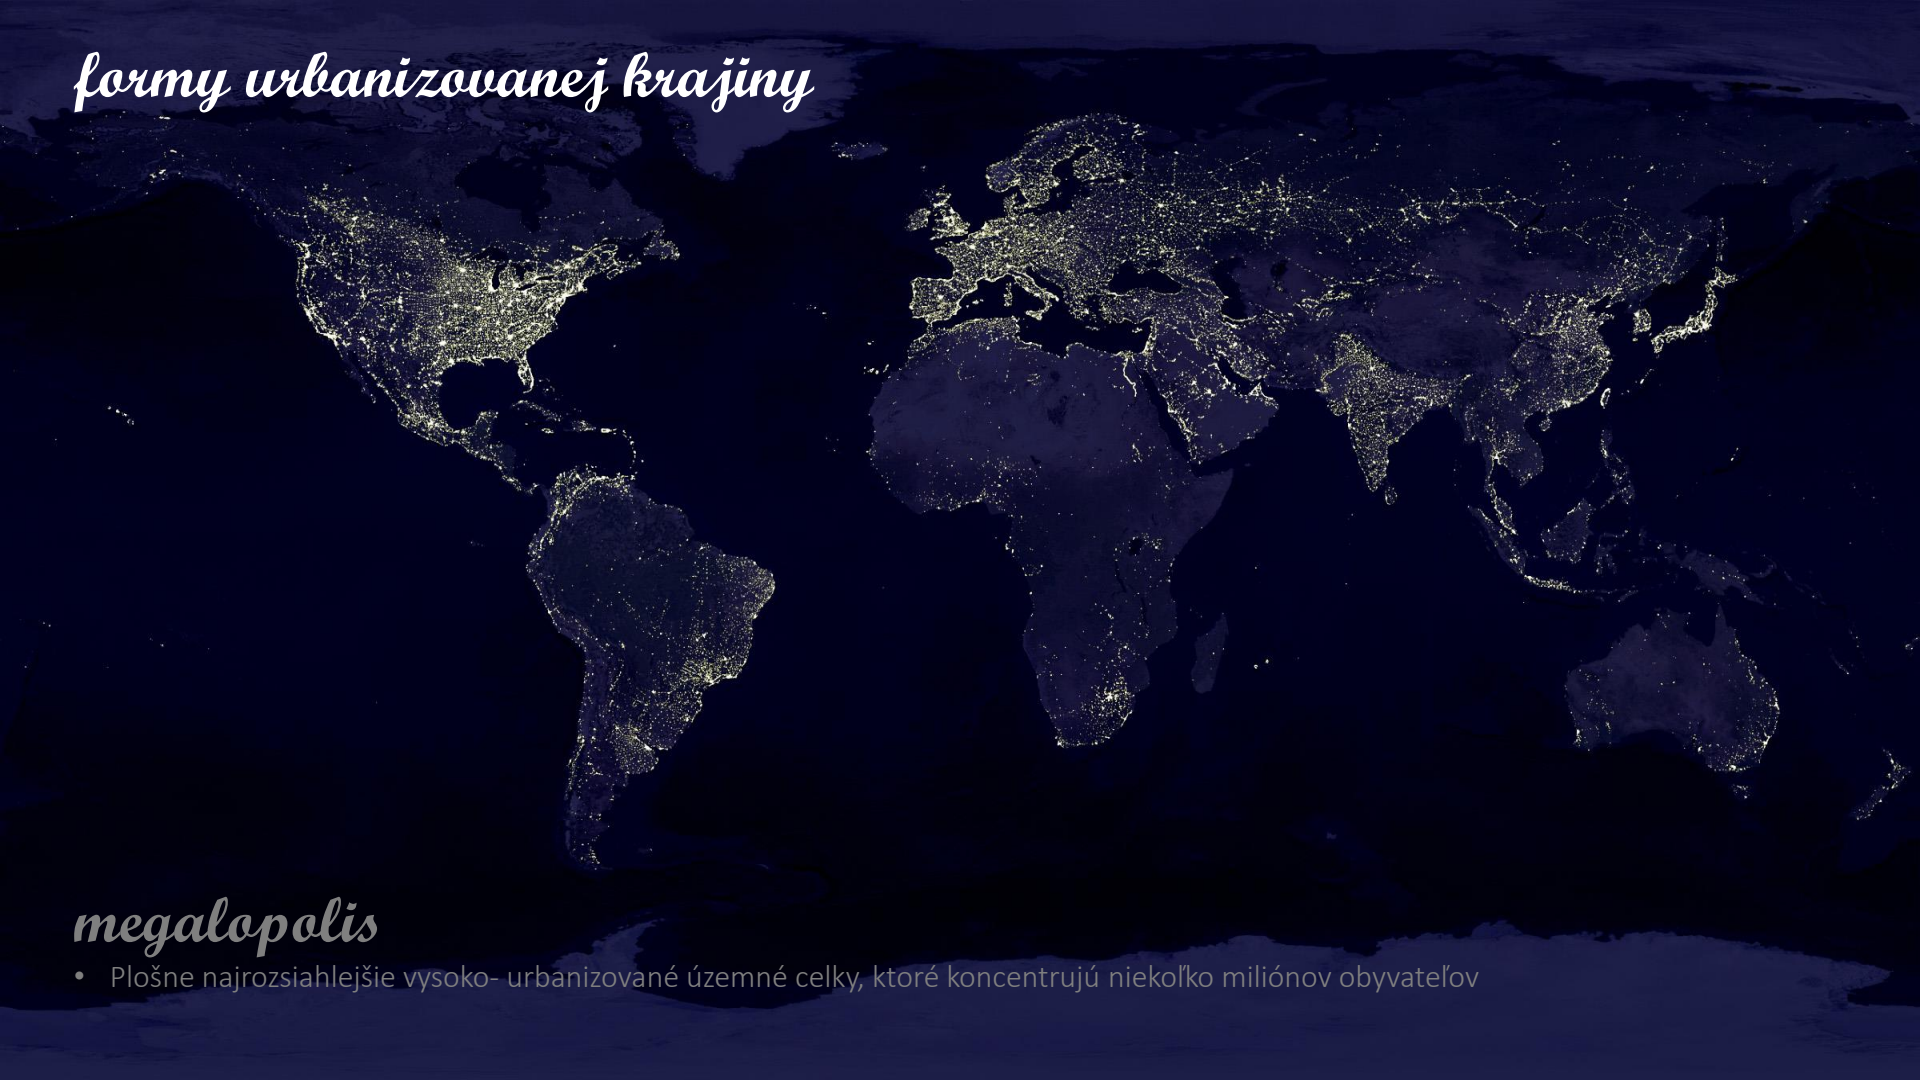 formy urbanizovanej krajiny
megalopolis
• Plošne najrozsiahlejšie vysoko- urbanizované územné celky, ktoré koncentrujú niekoľko miliónov obyvateľov